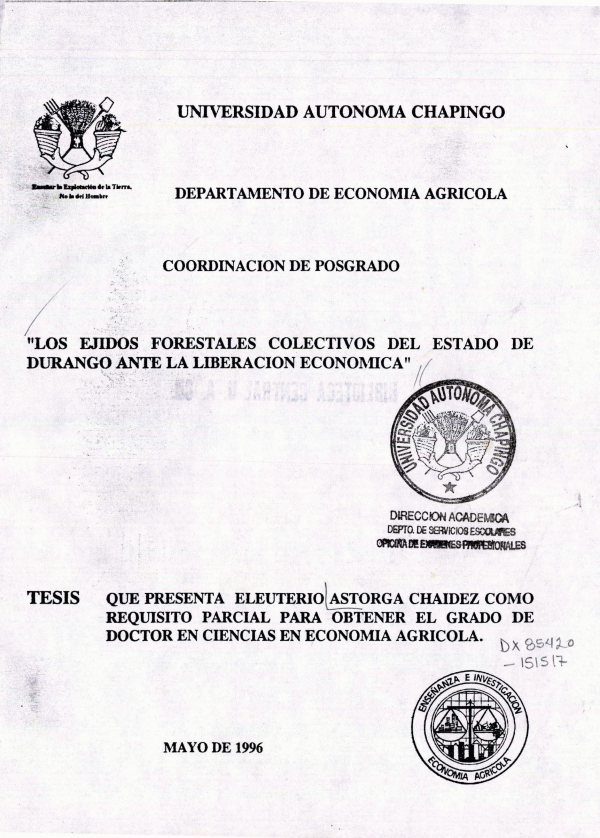 UNIVERSIDAD AUTONOMA CHAPINGO
Enseñar la Explotación de la Tierra,
No la del Hombre
DEPARTAMENTO DE ECONOMIA AGRICOLA
COORDINACION DE POSGRADO
"LOS EJIDOS FORESTALES COLECTIVOS DEL ESTADO DE
DURANGO ANTE LA LIBERACION ECONOMICA"
BIBLIOTECA CENTRAL U. A. CH.
UNIVERSIDAD AUTONOMA CHAPINGO
DIRECCION ACADEMICA
DEPTO. DE SERVICIOS ESCOLARES
OFICINA DE EXAMENES PROFESIONALES
TESIS QUE PRESENTA ELEUTERIO ASTORGA CHAIDEZ COMO
REQUISITO PARCIAL PARA OBTENER EL GRADO DE
DOCTOR EN CIENCIAS EN ECONOMIA AGRICOLA.
DX 85420
- 151517
ENSEÑANZA E INVESTIGACION
ECONOMIA AGRICOLA
MAYO DE 1996